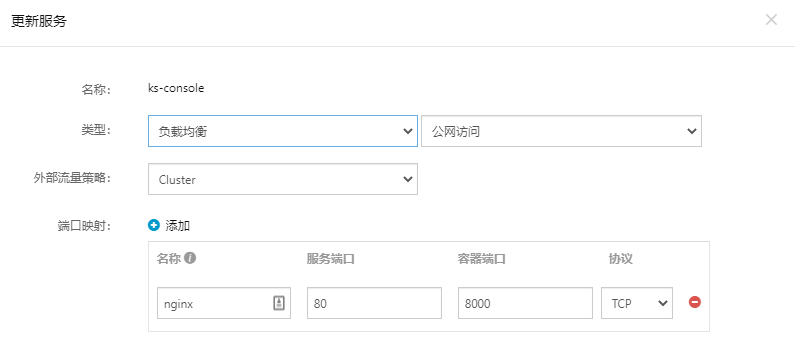 更新服务
名称: ks-console
类型: 负载均衡 公网访问
外部流量策略: Cluster
端口映射: 添加
名称 服务端口 容器端口 协议
nginx 80 8000 TCP